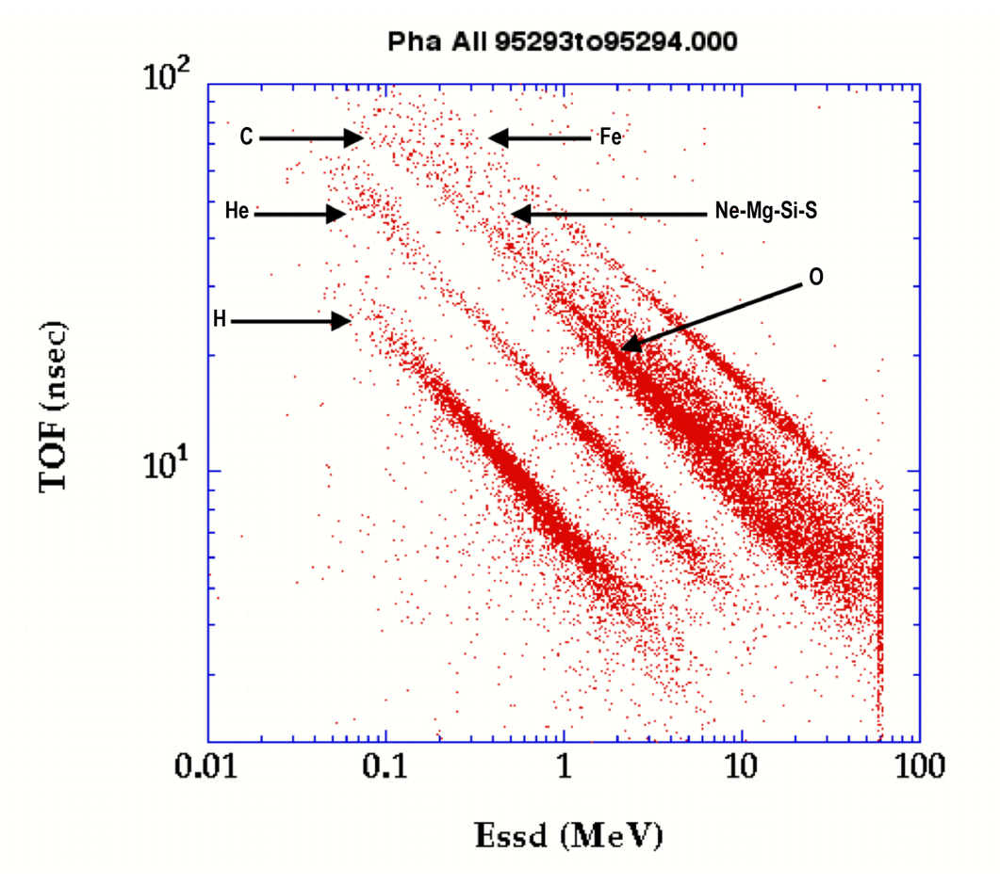 Pha All 95293to95294.000
10²
C
Fe
He
Ne-Mg-Si-S
O
H
TOF (nsec)
10¹
0.01 0.1 1 10 100
Essd (MeV)